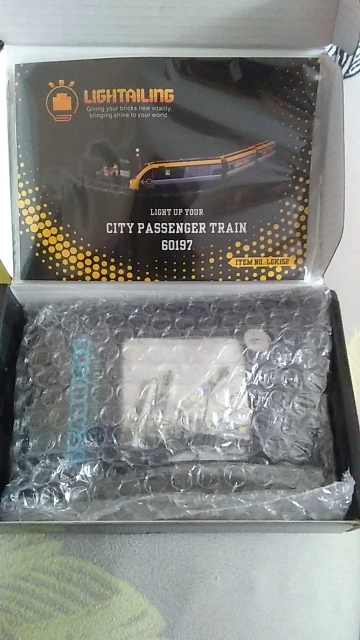 LIGHTAILING
Giving your bricks new vitality,
bringing shine to your world
LIGHT UP YOUR
CITY PASSENGER TRAIN
60197
ITEM NO.:LGK152